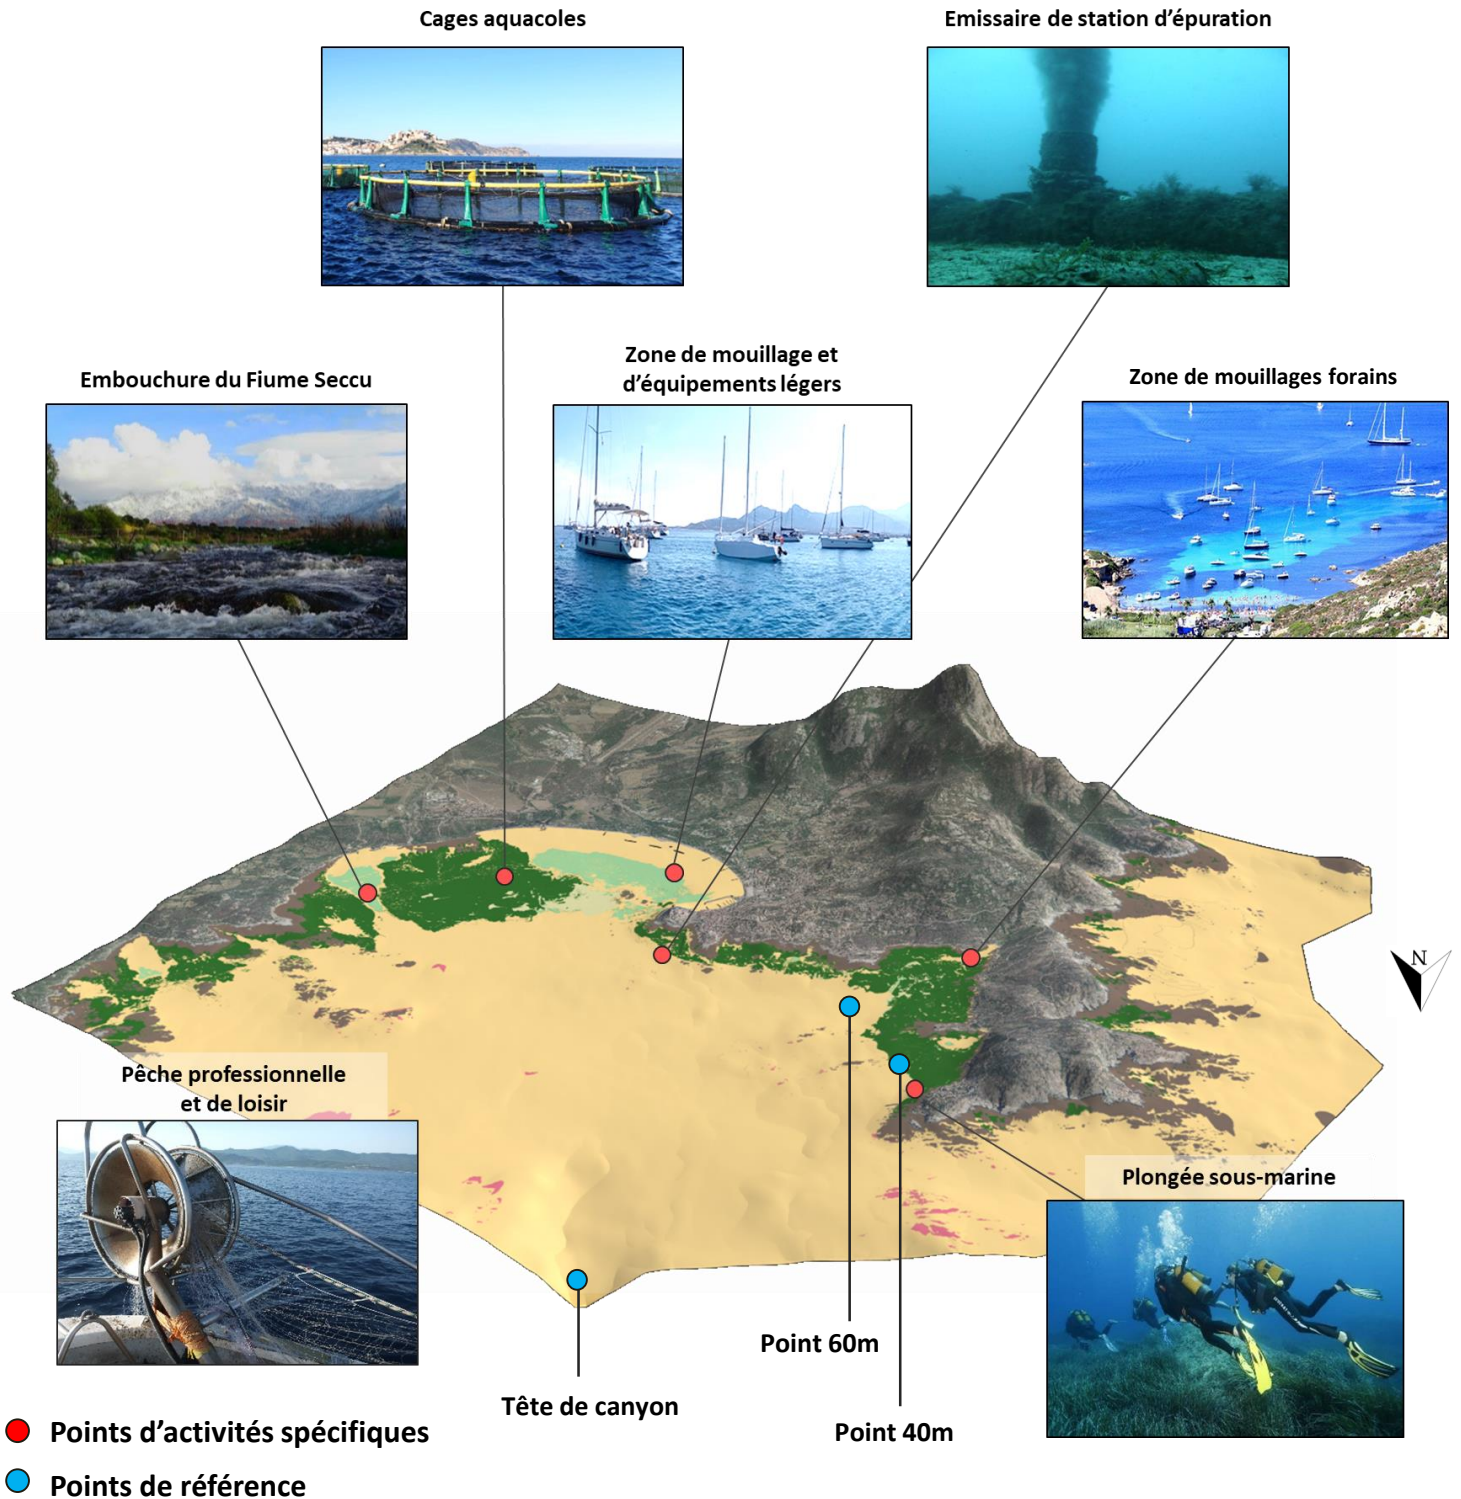 Cages aquacoles
Emissaire de station d’épuration
Embouchure du Fiume Seccu
Zone de mouillage et
d’équipements légers
Zone de mouillages forains
N
Pêche professionnelle
et de loisir
Plongée sous-marine
Point 60m
Tête de canyon
Point 40m
Points d’activités spécifiques
Points de référence